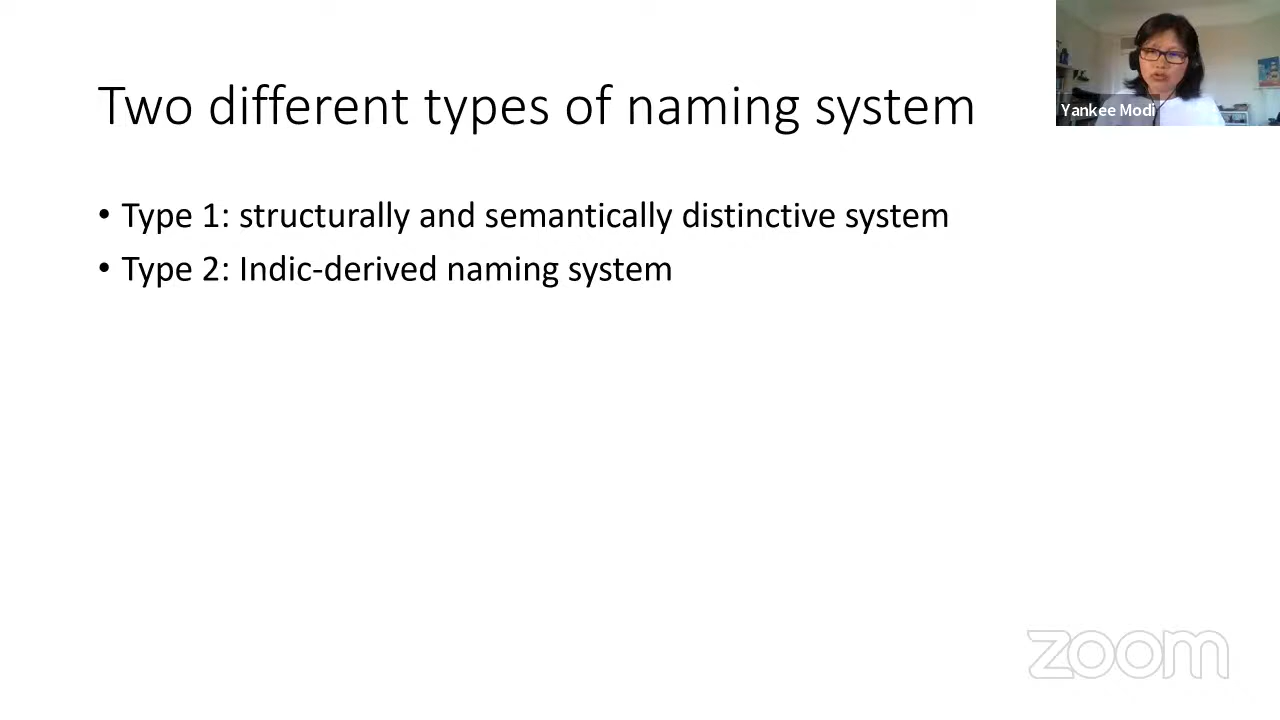 Two different types of naming system
Yankee Modi
• Type 1: structurally and semantically distinctive system
• Type 2: Indic-derived naming system
zoom